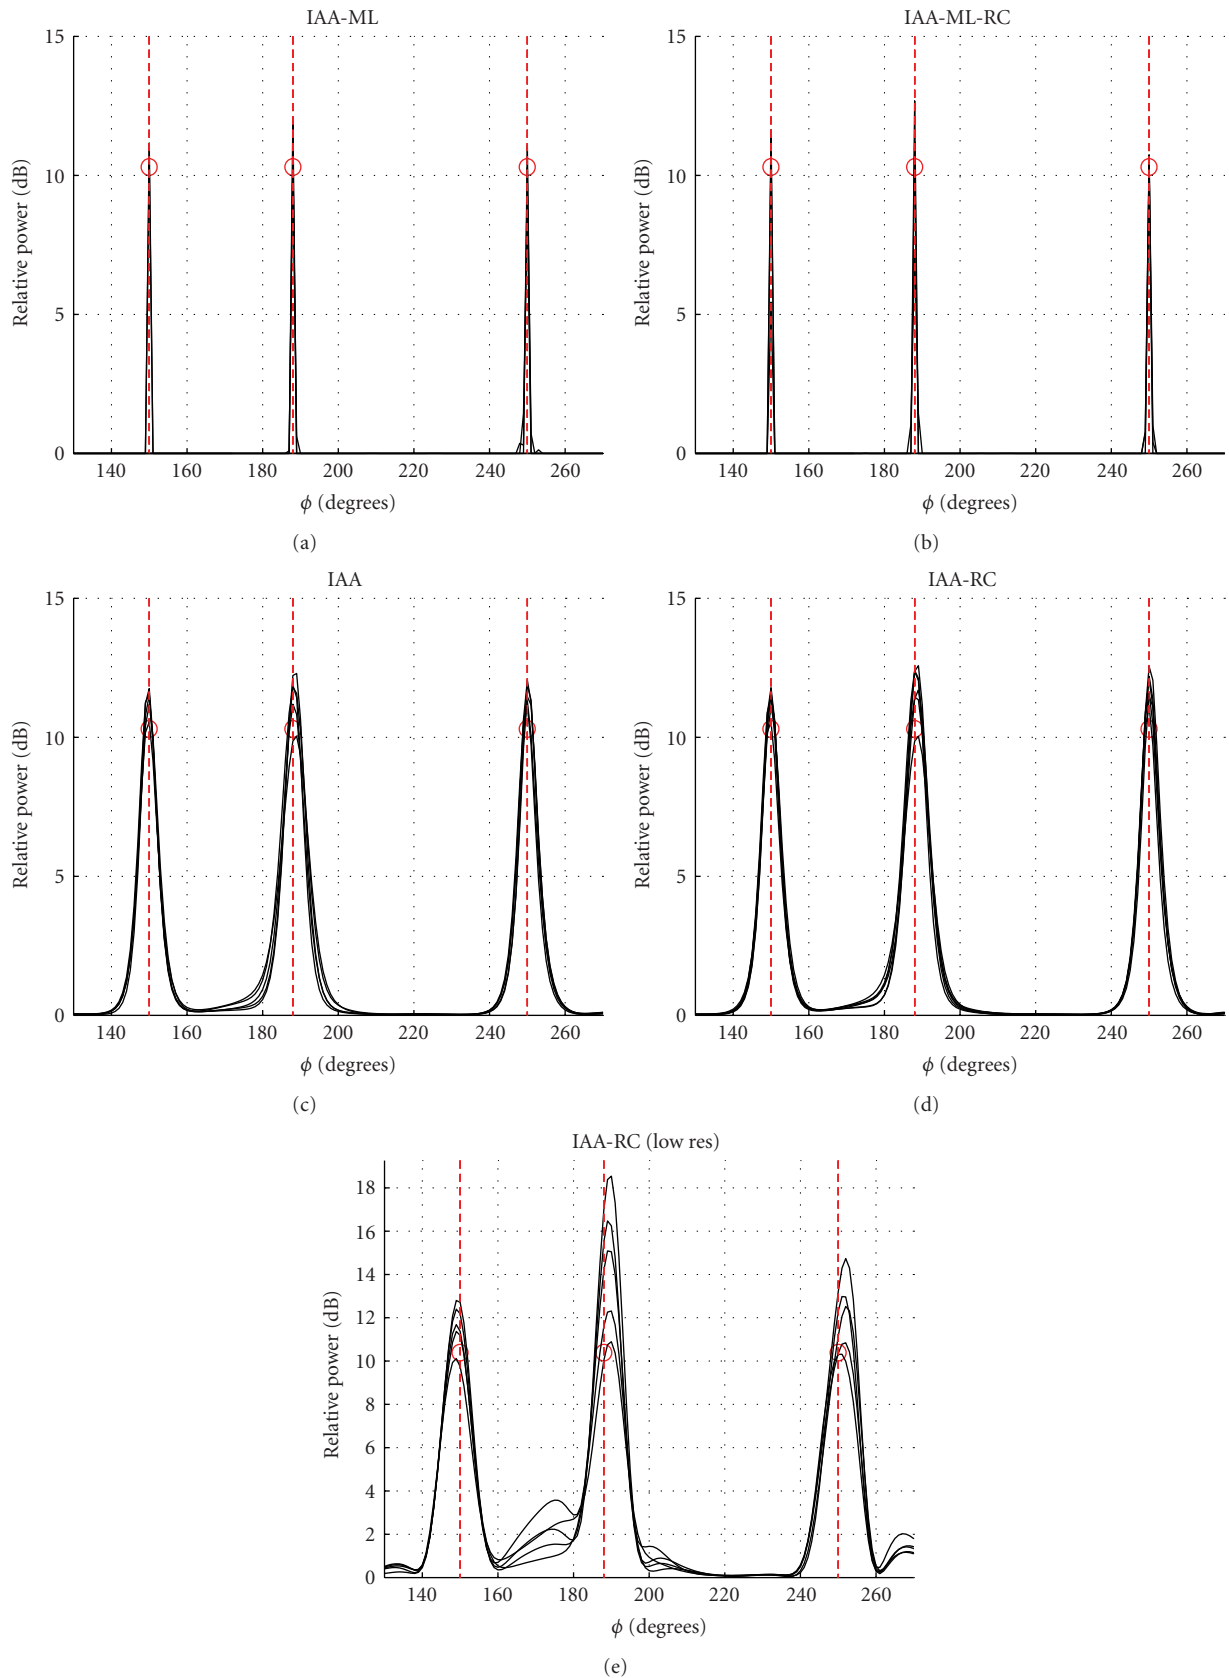 IAA-ML
15
10
5
0
Relative power (dB)
140 160 180 200 220 240 260
ϕ (degrees)
(a)
IAA-ML-RC
15
10
5
0
Relative power (dB)
140 160 180 200 220 240 260
ϕ (degrees)
(b)
IAA
15
10
5
0
Relative power (dB)
140 160 180 200 220 240 260
ϕ (degrees)
(c)
IAA-RC
15
10
5
0
Relative power (dB)
140 160 180 200 220 240 260
ϕ (degrees)
(d)
IAA-RC (low res)
18
16
14
12
10
8
6
4
2
0
Relative power (dB)
140 160 180 200 220 240 260
ϕ (degrees)
(e)